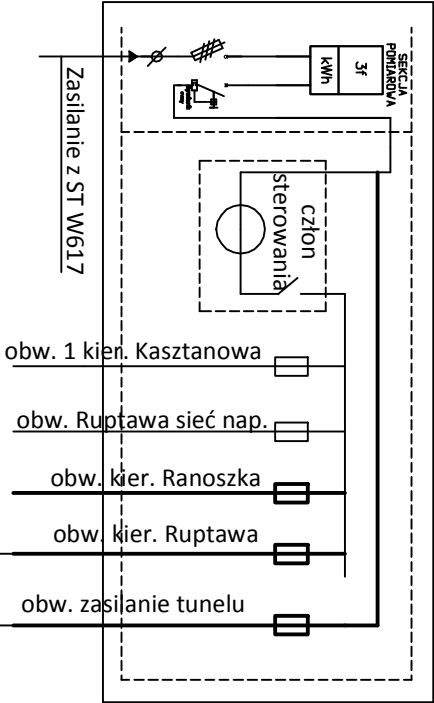 SEKCJA
POMIAROWA
3f
kWh
Zasilanie z ST W617
człon
sterowania
obw. 1 kier. Kasztanowa
obw. Ruptawa sieć nap.
obw. kier. Ranoszka
obw. kier. Ruptawa
obw. zasilanie tunelu